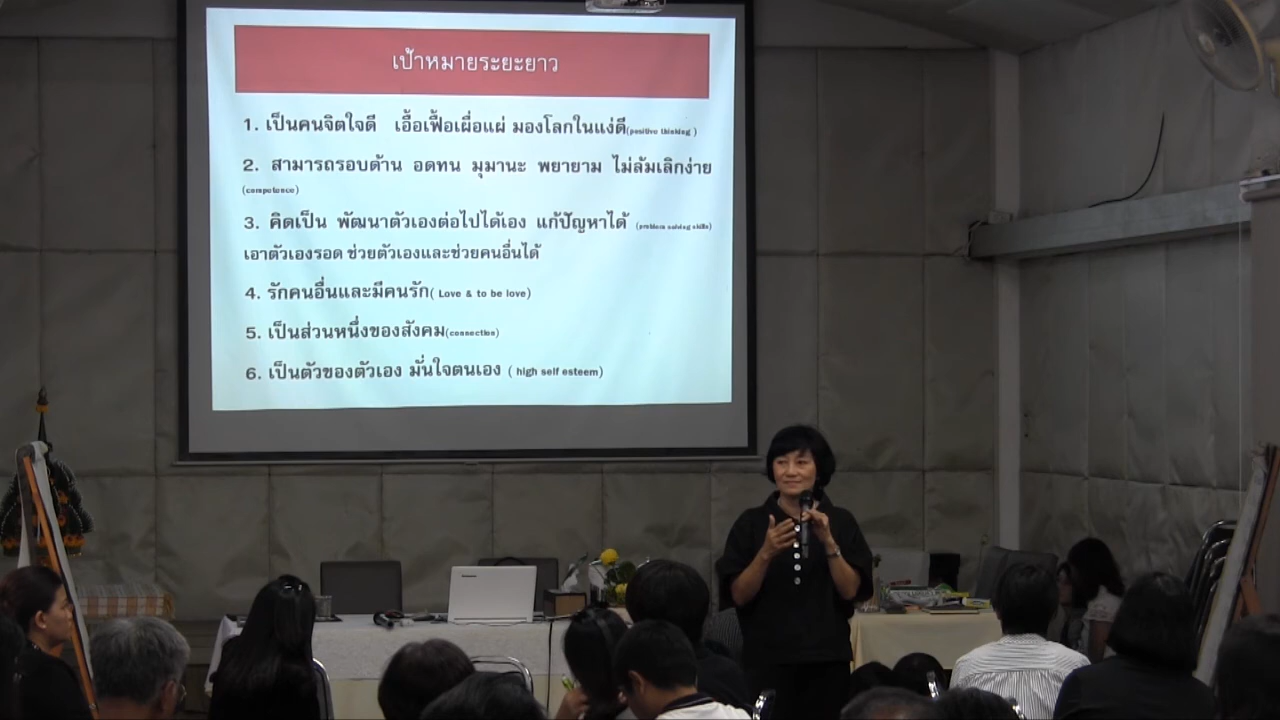 เป้าหมายระยะยาว
1. เป็นคนจิตใจดี เอื้อเฟื้อเผื่อแผ่ มองโลกในแง่ดี(positive thinking )
2. สามารถรอบด้าน อดทน มุมานะ พยายาม ไม่ล้มเลิกง่าย
(competence)
3. คิดเป็น พัฒนาตัวเองต่อไปได้เอง แก้ปัญหาได้ (problem solving skills)
เอาตัวเองรอด ช่วยตัวเองและช่วยคนอื่นได้
4. รักคนอื่นและมีคนรัก( Love & to be love)
5. เป็นส่วนหนึ่งของสังคม(connection)
6. เป็นตัวของตัวเอง มั่นใจตนเอง ( high self esteem)